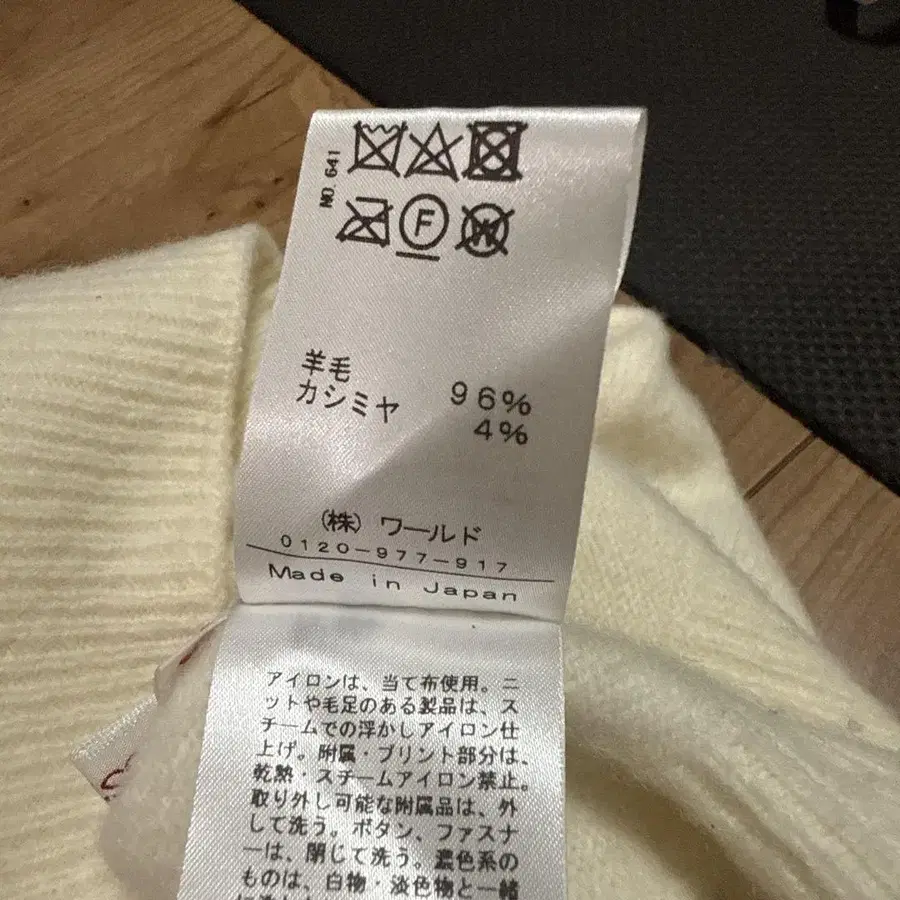 NO. 641
F
W
羊毛 96%
カシミヤ 4%
(株) ワールド
0120-977-917
Made in Japan
アイロンは、当て布使用。ニ
ットや毛足のある製品は、ス
チームでの浮かしアイロン仕
上げ。附属・プリント部分は、
乾熱・スチームアイロン禁止。
取り外し可能な附属品は、外
して洗う。ボタン、ファスナ
ーは、閉じて洗う。濃色系の
ものは、白物・淡色物と一緒